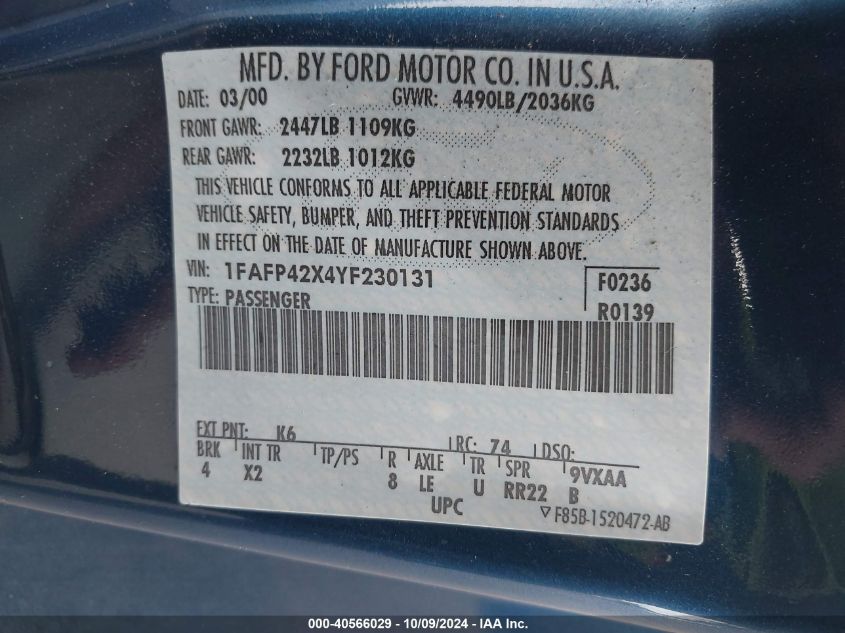 MFD. BY FORD MOTOR CO. IN U.S.A.
DATE: 03/00 GVWR: 4490LB/2036KG
FRONT GAWR: 2447LB 1109KG
REAR GAWR: 2232LB 1012KG
THIS VEHICLE CONFORMS TO ALL APPLICABLE FEDERAL MOTOR
VEHICLE SAFETY, BUMPER, AND THEFT PREVENTION STANDARDS
IN EFFECT ON THE DATE OF MANUFACTURE SHOWN ABOVE.
VIN: 1FAFP42X4YF230131 F0236
TYPE: PASSENGER R0139
EXT PNT: K6 RC: 74 DSO:
BRK INT TR TP/PS R AXLE TR SPR 9VXAA
4 X2 8 LE U RR22 B
UPC ▽F85B-1520472-AB
000-40566029 - 10/09/2024 - IAA Inc.